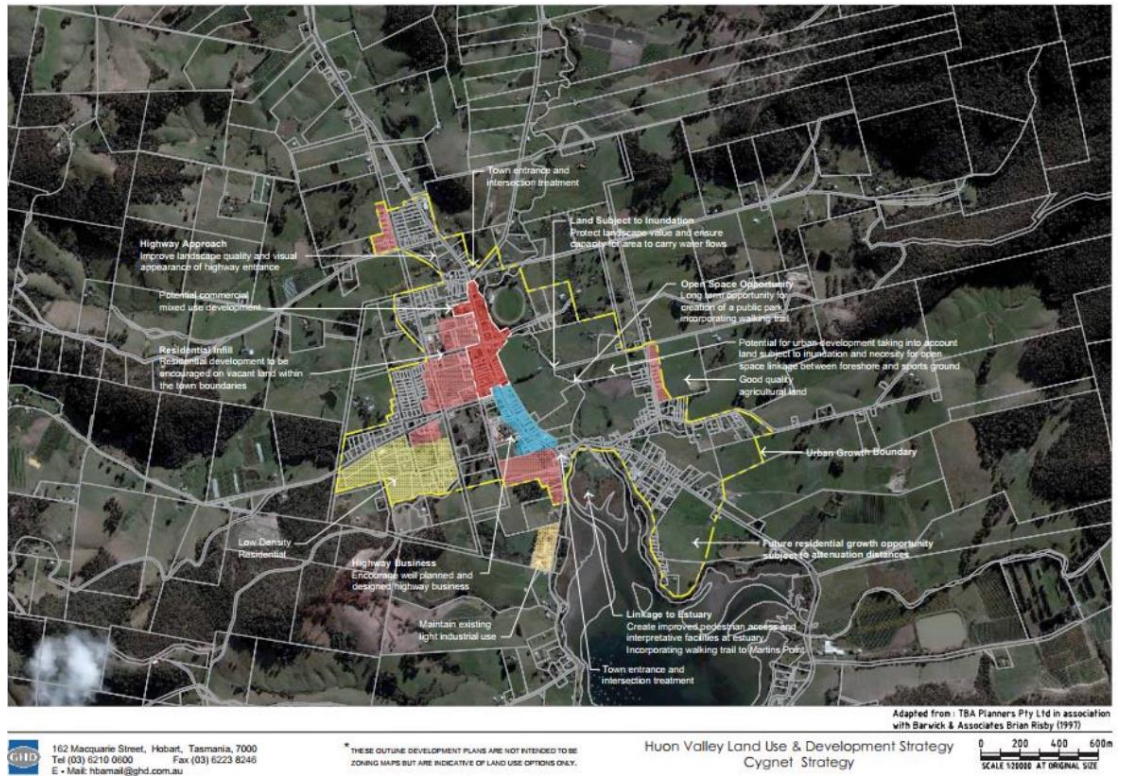 Town entrance and
intersection treatment
Land Subject to Inundation
Protect landscape value and ensure
capacity for area to carry water flows
Highway Approach
Improve landscape quality and visual
appearance of highway entrance
Open Space Opportunity
Long term opportunity for
creation of a public park
incorporating walking trail
Potential commercial
mixed use development
Residential Infill
Residential development to be
encouraged on vacant land within
the town boundaries
Potential for urban development taking into account
land subject to inundation and necesity for open
space linkage between foreshore and sports ground
Good quality
agricultural land
Urban Growth Boundary
Low Density
Residential
Future residential growth opportunity
subject to attenuation distances
Highway Business
Encourage well planned and
designed highway business
Linkage to Estuary
Create improved pedestrian access and
interpretative facilities at estuary
Incorporating walking trail to Martins Point
Maintain existing
light industrial use
Town entrance and
intersection treatment
Adapted from : TBA Planners Pty Ltd in association
with Barwick & Associates Brian Risby (1997)
GHD
162 Macquarie Street, Hobart, Tasmania, 7000
Tel (03) 6210 0600 Fax (03) 6223 8246
E - Mail: hbamail@ghd.com.au
* THESE OUTLINE DEVELOPMENT PLANS ARE NOT INTENDED TO BE
ZONING MAPS BUT ARE INDICATIVE OF LAND USE OPTIONS ONLY.
Huon Valley Land Use & Development Strategy
Cygnet Strategy
0 200 400 600m
SCALE 1:20000 AT ORIGINAL SIZE